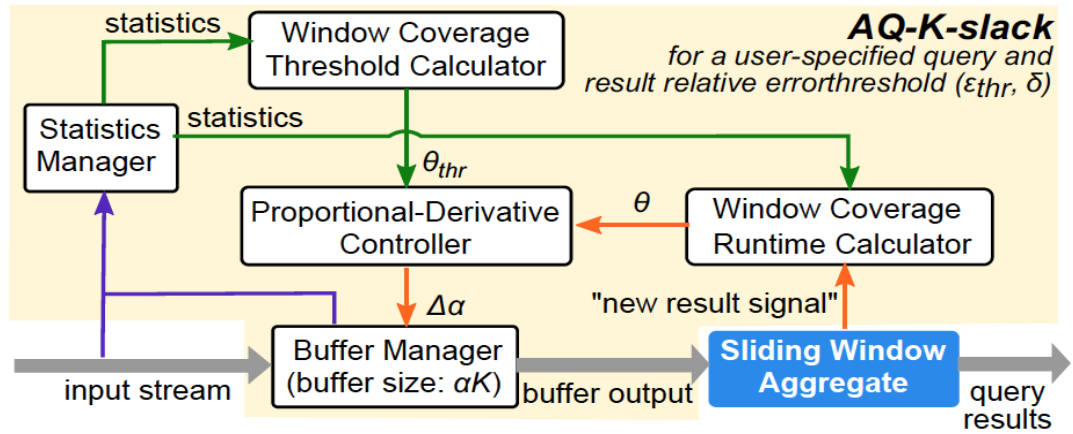 statistics
Window Coverage
Threshold Calculator
AQ-K-slack
for a user-specified query and
result relative errorthreshold (εthr, δ)
Statistics
Manager
statistics
θthr
Proportional-Derivative
Controller
θ
Window Coverage
Runtime Calculator
Δα
"new result signal"
Buffer Manager
(buffer size: αK)
Sliding Window
Aggregate
input stream
buffer output
query
results